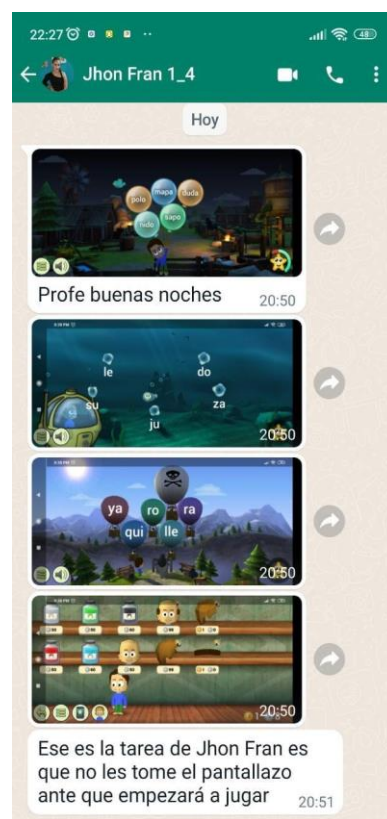 22:27
48
Jhon Fran 1_4
Hoy
polo
mapa
duda
nido
sapo
Profe buenas noches
20:50
le
do
su
za
ju
20:50
ya
ro
ra
qui
lle
20:50
20:50
Ese es la tarea de Jhon Fran es
que no les tome el pantallazo
ante que empezará a jugar
20:51